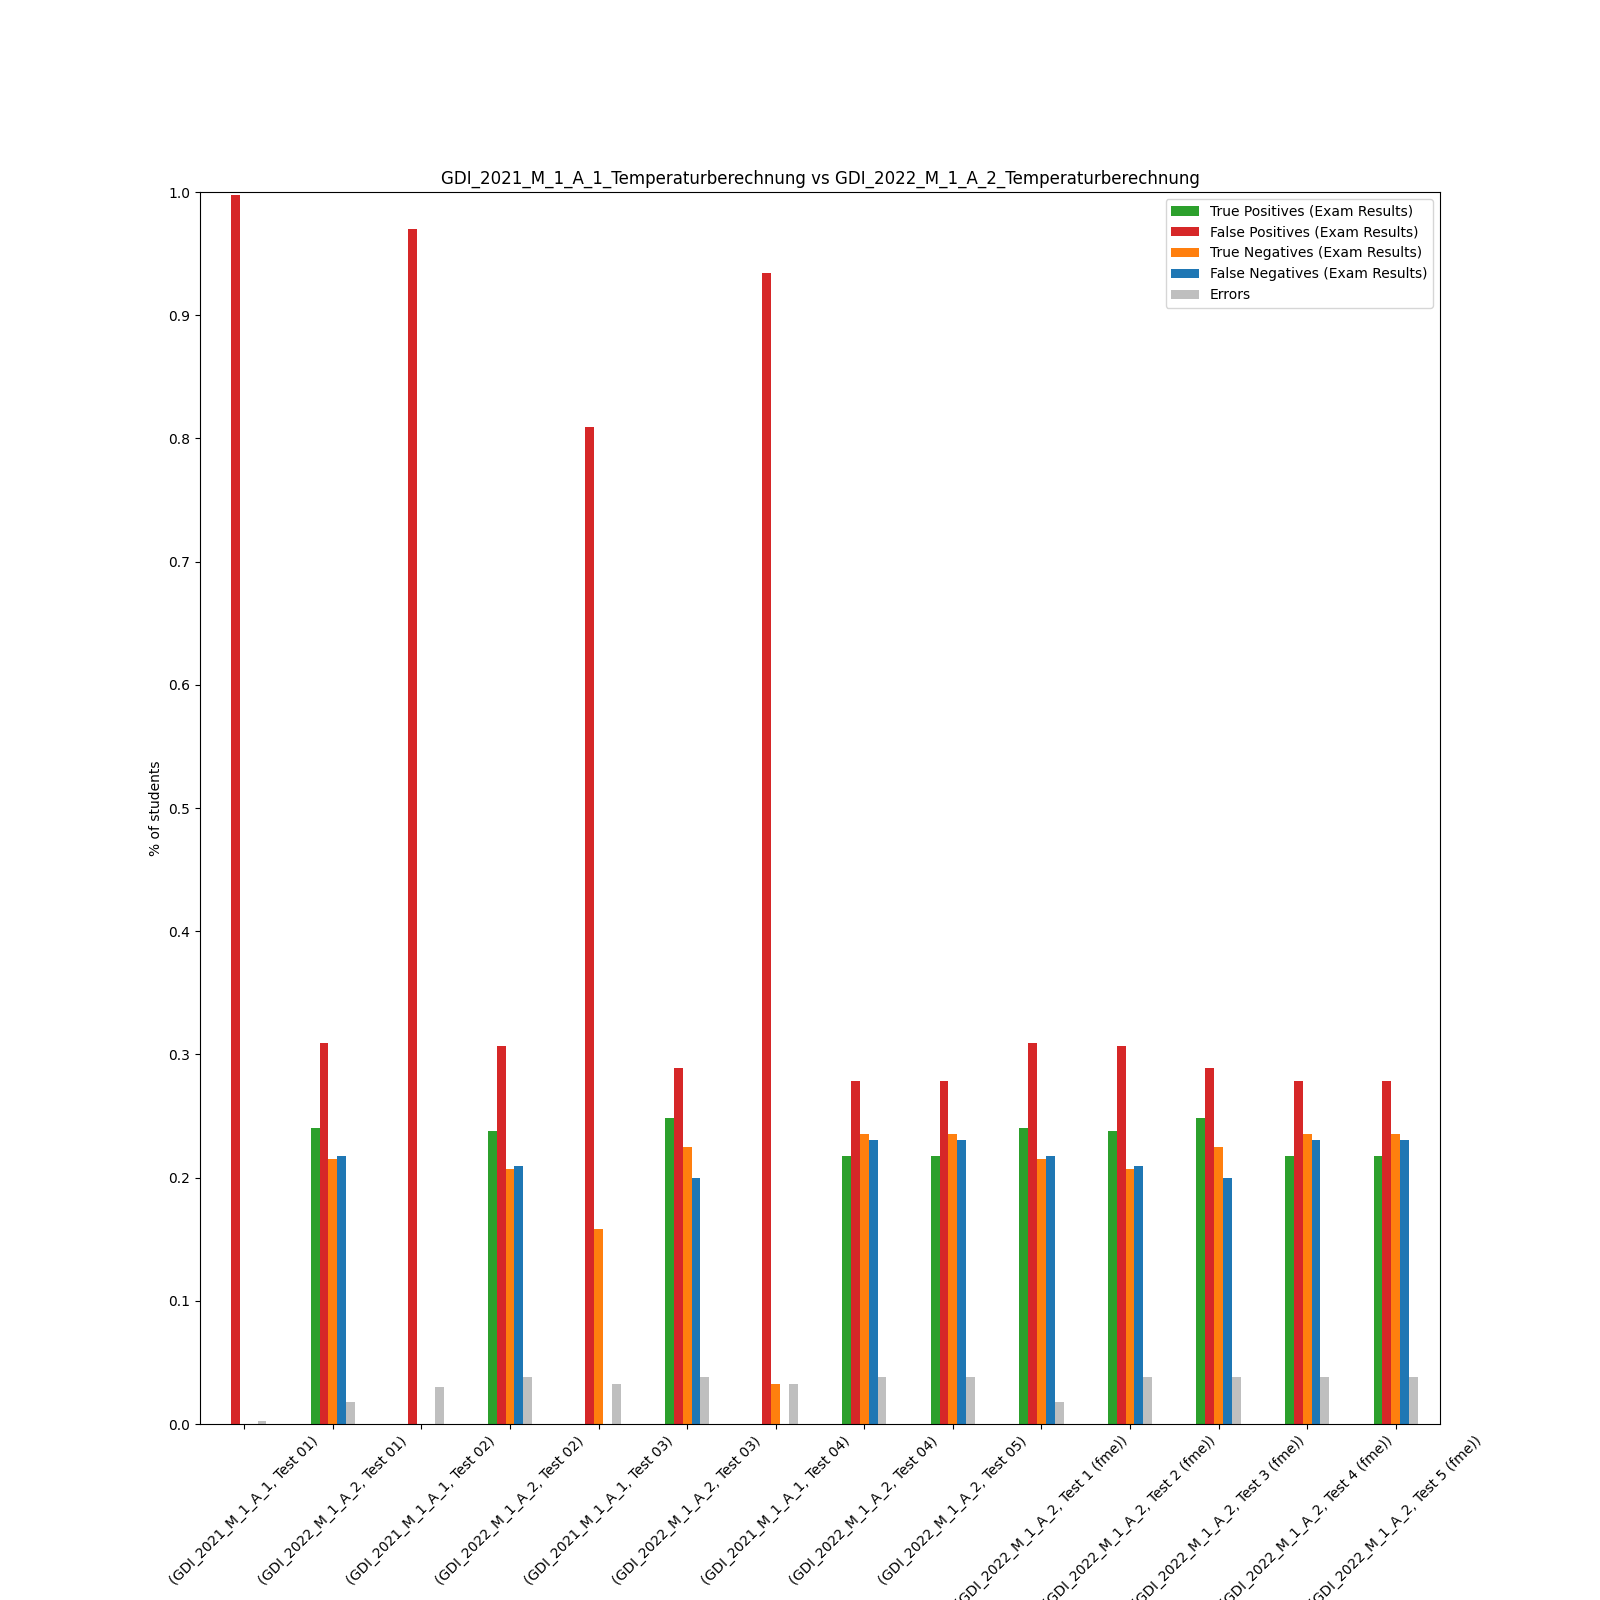 GDI_2021_M_1_A_1_Temperaturberechnung vs GDI_2022_M_1_A_2_Temperaturberechnung
True Positives (Exam Results)
False Positives (Exam Results)
True Negatives (Exam Results)
False Negatives (Exam Results)
Errors
% of students
1.0
0.9
0.8
0.7
0.6
0.5
0.4
0.3
0.2
0.1
0.0
(GDI_2021_M_1_A_1, Test 01)
(GDI_2022_M_1_A_2, Test 01)
(GDI_2021_M_1_A_1, Test 02)
(GDI_2022_M_1_A_2, Test 02)
(GDI_2021_M_1_A_1, Test 03)
(GDI_2022_M_1_A_2, Test 03)
(GDI_2021_M_1_A_1, Test 04)
(GDI_2022_M_1_A_2, Test 04)
(GDI_2022_M_1_A_2, Test 05)
(GDI_2022_M_1_A_2, Test 1 (fme))
(GDI_2022_M_1_A_2, Test 2 (fme))
(GDI_2022_M_1_A_2, Test 3 (fme))
(GDI_2022_M_1_A_2, Test 4 (fme))
(GDI_2022_M_1_A_2, Test 5 (fme))